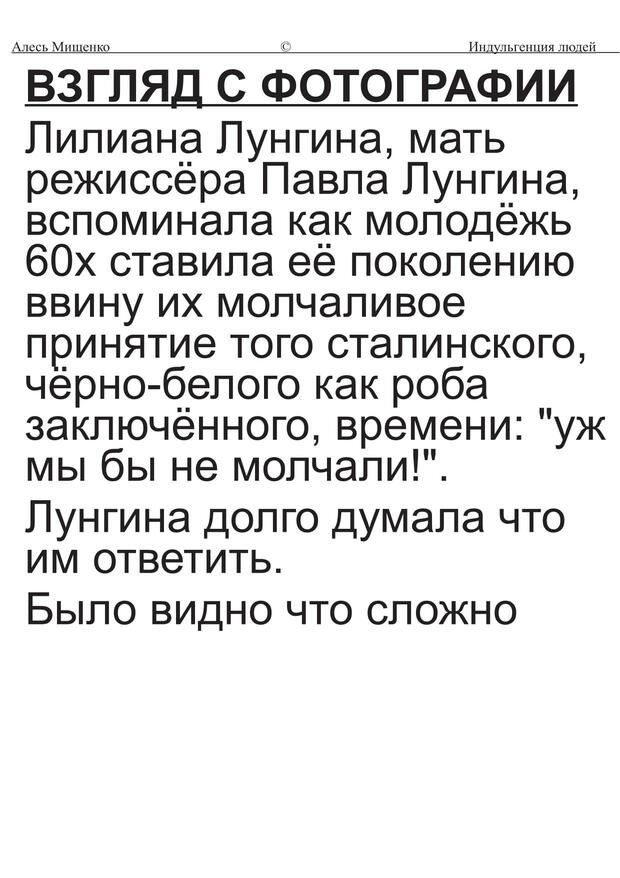 Алесь Мищенко © Индульгенция людей
ВЗГЛЯД С ФОТОГРАФИИ
Лилиана Лунгина, мать
режиссёра Павла Лунгина,
вспоминала как молодёжь
60х ставила её поколению
ввину их молчаливое
принятие того сталинского,
чёрно-белого как роба
заключённого, времени: "уж
мы бы не молчали!".
Лунгина долго думала что
им ответить.
Было видно что сложно